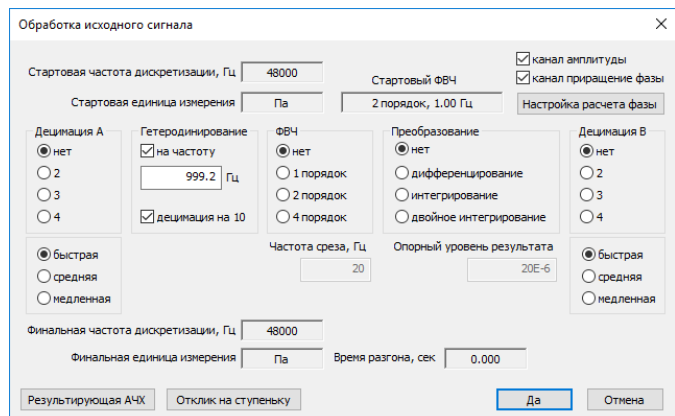 Обработка исходного сигнала
Стартовая частота дискретизации, Гц 48000
Стартовый ФВЧ
канал амплитуды
канал приращение фазы
Стартовая единица измерения Па 2 порядок, 1.00 Гц Настройка расчета фазы
Децимация А
нет
2
3
4
Гетеродинирование
на частоту
999.2 Гц
децимация на 10
ФВЧ
нет
1 порядок
2 порядок
4 порядок
Преобразование
нет
дифференцирование
интегрирование
двойное интегрирование
Децимация В
нет
2
3
4
быстрая
средняя
медленная
Частота среза, Гц
20
Опорный уровень результата
20E-6
быстрая
средняя
медленная
Финальная частота дискретизации, Гц 48000
Финальная единица измерения Па Время разгона, сек 0.000
Результирующая АЧХ Отклик на ступеньку Да Отмена